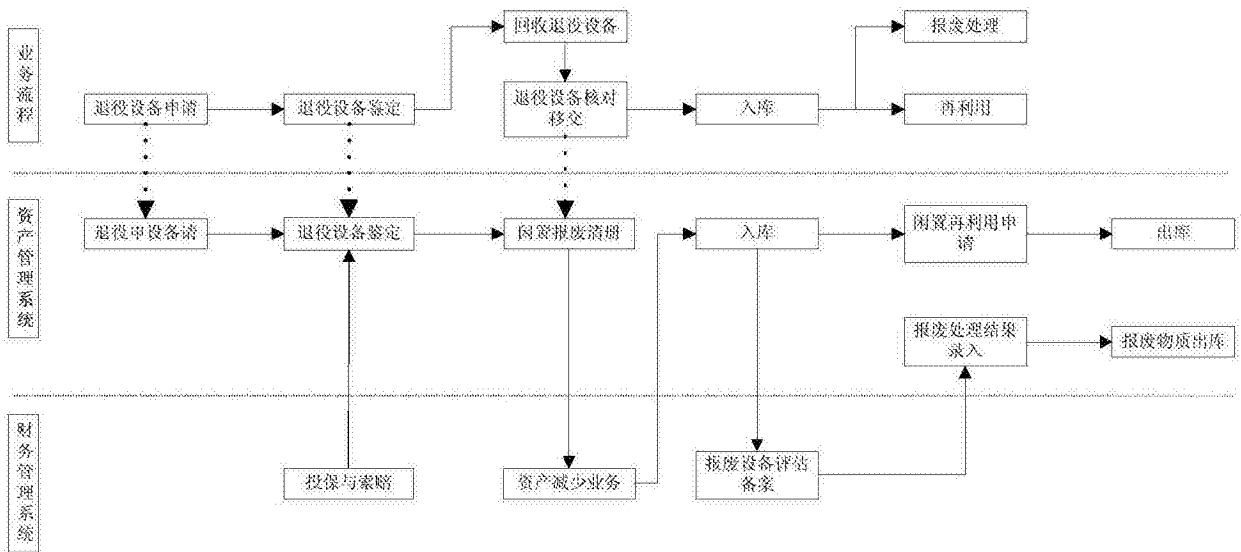 业务流程
回收退役设备
报废处理
退役设备申请
退役设备鉴定
退役设备核对
移交
入库
再利用
资产管理系统
退役申设备请
退役设备鉴定
闲置报废清册
入库
闲置再利用申
请
出库
报废处理结果
录入
报废物质出库
财务管理系统
投保与索赔
资产减少业务
报废设备评估
备案